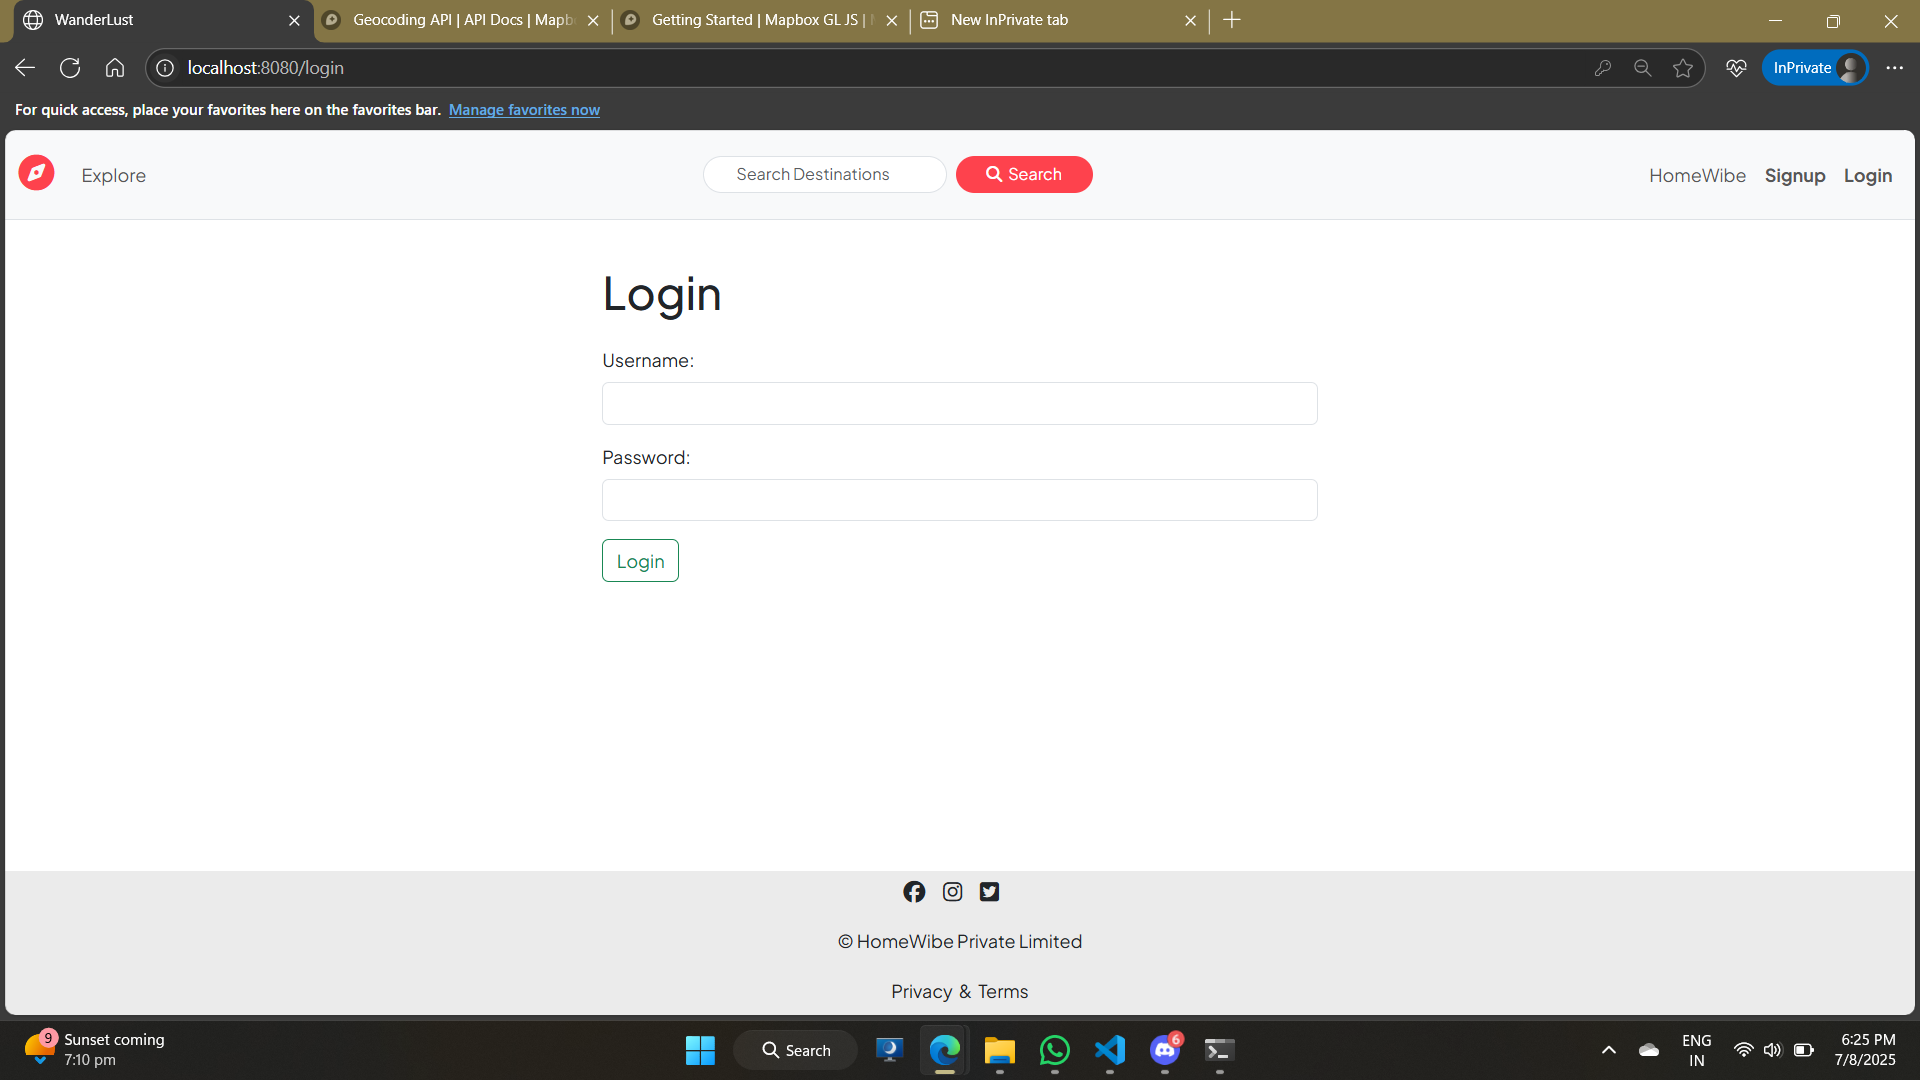 WanderLust
Geocoding API | API Docs | Mapb
Getting Started | Mapbox GL JS |
New InPrivate tab
localhost:8080/login
InPrivate
For quick access, place your favorites here on the favorites bar. Manage favorites now
Explore
Search Destinations
Search
HomeWibe
Signup
Login
Login
Username:
Password:
Login
© HomeWibe Private Limited
Privacy & Terms
9
Sunset coming
7:10 pm
Search
6
ENG
IN
6:25 PM
7/8/2025